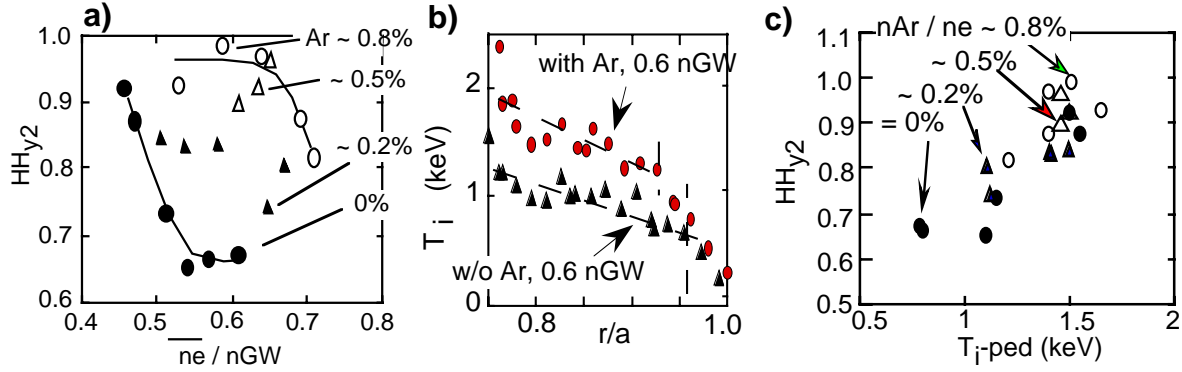 a)
1.0
0.9
0.8
0.7
0.6
HHy2
Ar ~ 0.8%
~ 0.5%
~ 0.2%
0%
0.4
0.5
0.6
0.7
0.8
ne / nGW
b)
2
1
0
Ti (keV)
with Ar, 0.6 nGW
w/o Ar, 0.6 nGW
0.8
0.9
1.0
r/a
c)
1.1
1.0
0.9
0.8
0.7
0.6
0.5
HHy2
nAr / ne ~ 0.8%
~ 0.5%
~ 0.2%
= 0%
0.5
1
1.5
2
Ti-ped (keV)